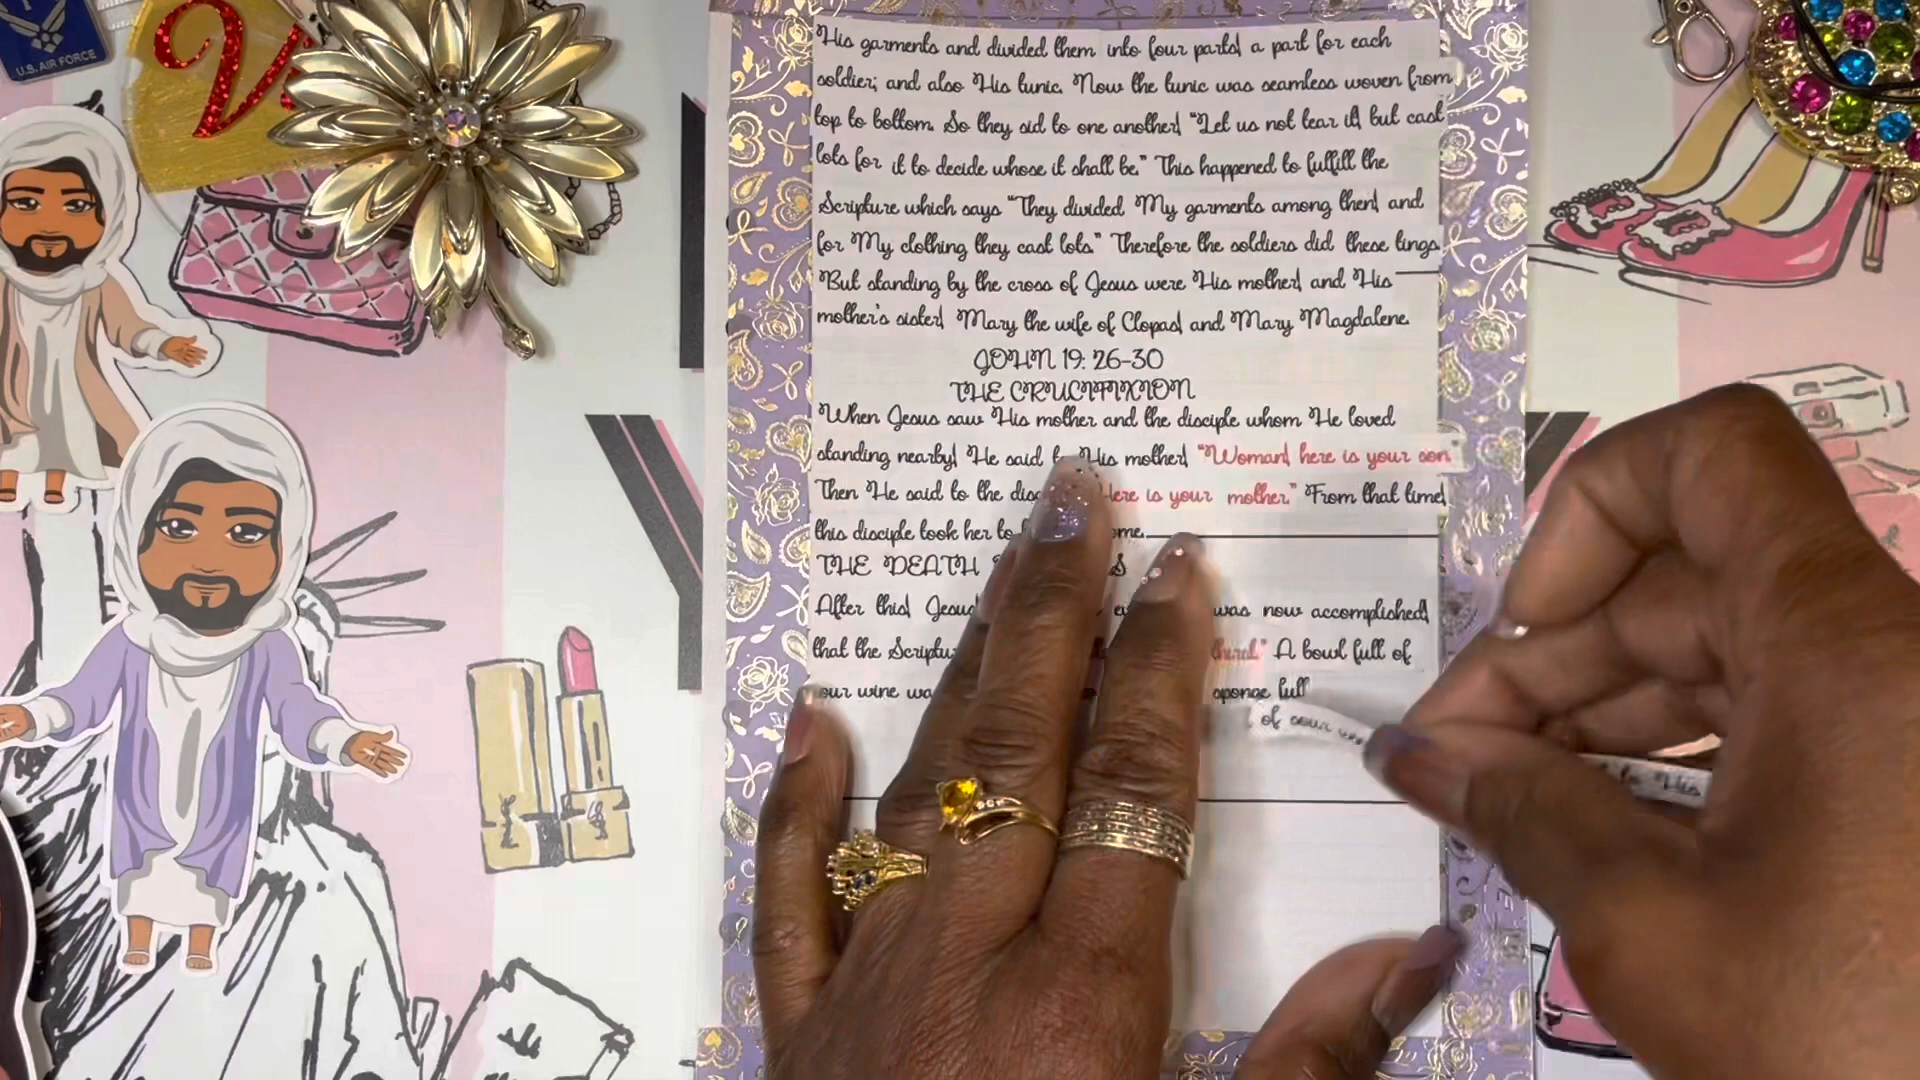 U.S. AIR FORCE
V
His garments and divided them into four parts, a part for each
soldier; and also His tunic. Now the tunic was seamless woven from
top to bottom. So they sid to one another, "Let us not tear it, but cast
lots for it to decide whose it shall be." This happened to fulfill the
Scripture which says "They divided My garments among them, and
for My clothing they cast lots." Therefore the soldiers did these tings.
But standing by the cross of Jesus were His mother, and His
mother's sister, Mary the wife of Clopas, and Mary Magdalene.
JOHN 19: 26-30
THE CRUCIFIXION
When Jesus saw His mother and the disciple whom He loved
standing nearby, He said His mother, "Woman, here is your son
Then He said to the is your mother." From that time,
this disciple took her to
THE DEATH
After this, Jesus was now accomplished,
that the A bowl full of
wine sponge full
of sour
His
Y